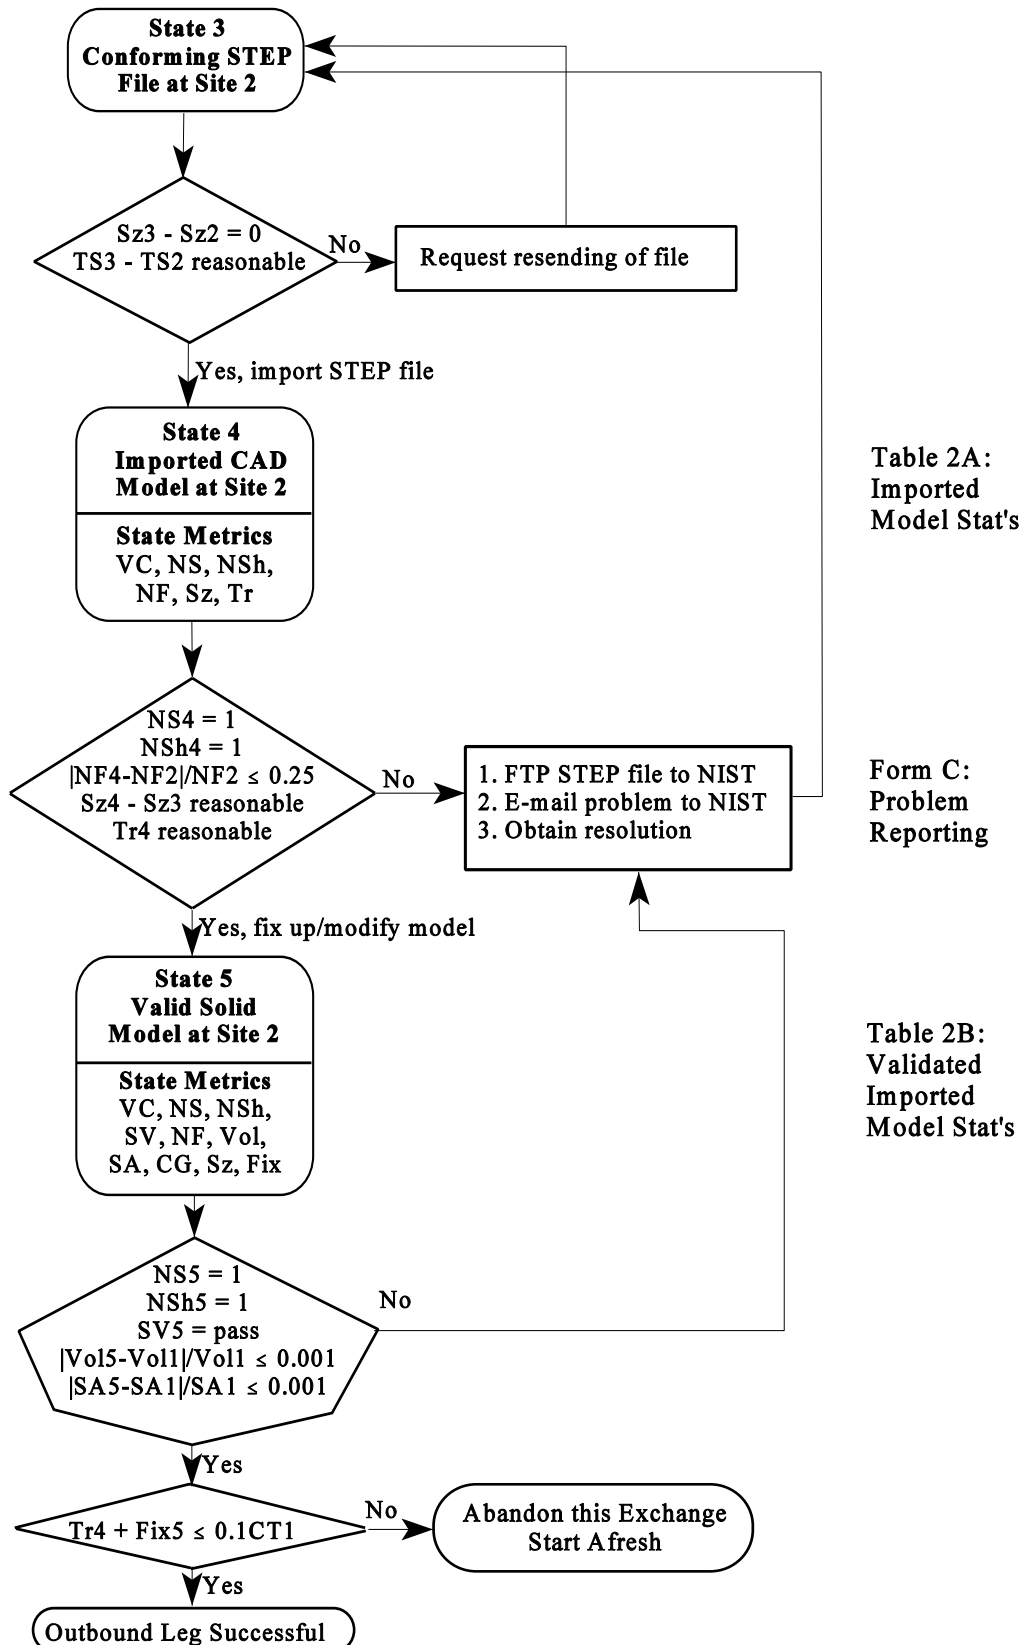 State 3
Conforming STEP
File at Site 2
Sz3 - Sz2 = 0
TS3 - TS2 reasonable
No
Request resending of file
Yes, import STEP file
State 4
Imported CAD
Model at Site 2
State Metrics
VC, NS, NSh,
NF, Sz, Tr
Table 2A:
Imported
Model Stat's
NS4 = 1
NSh4 = 1
|NF4-NF2|/NF2 ≤ 0.25
Sz4 - Sz3 reasonable
Tr4 reasonable
No
1. FTP STEP file to NIST
2. E-mail problem to NIST
3. Obtain resolution
Form C:
Problem
Reporting
Yes, fix up/modify model
State 5
Valid Solid
Model at Site 2
State Metrics
VC, NS, NSh,
SV, NF, Vol,
SA, CG, Sz, Fix
Table 2B:
Validated
Imported
Model Stat's
NS5 = 1
NSh5 = 1
SV5 = pass
|Vol5-Vol1|/Vol1 ≤ 0.001
|SA5-SA1|/SA1 ≤ 0.001
No
Yes
Tr4 + Fix5 ≤ 0.1CT1
No
Abandon this Exchange
Start Afresh
Yes
Outbound Leg Successful